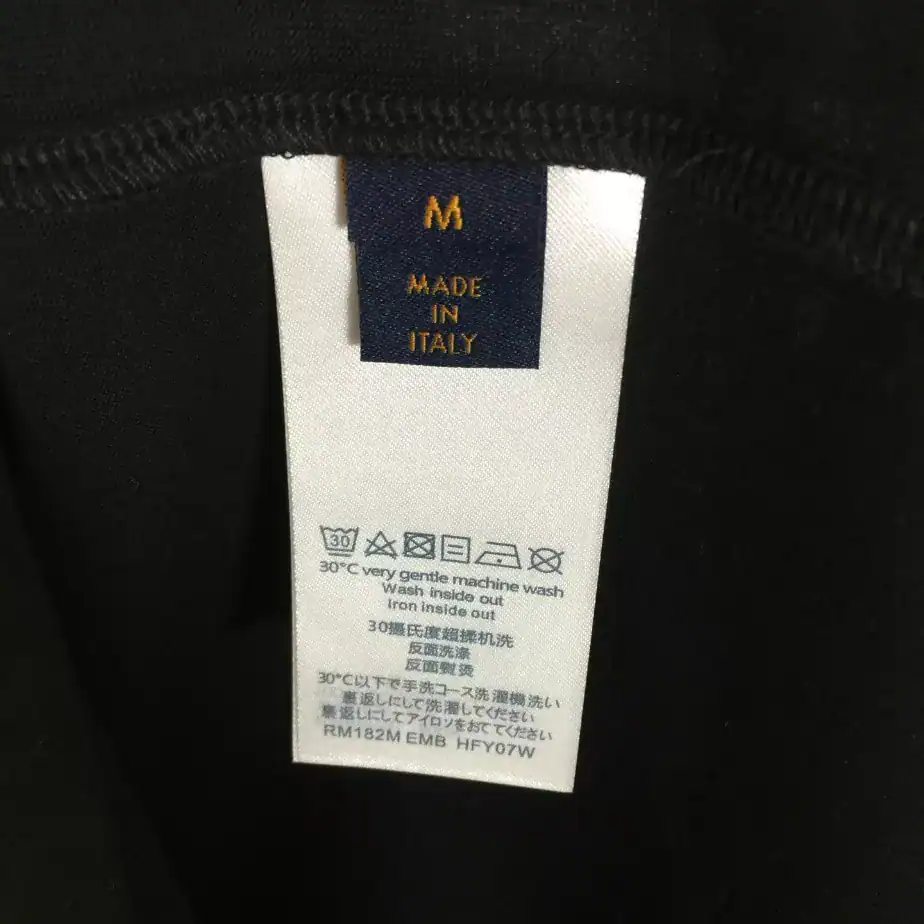 M
MADE
IN
ITALY
30
30°C very gentle machine wash
Wash inside out
Iron inside out
30摄氏度超揉机洗
反面洗涤
反面熨烫
30°C以下で手洗コース洗濯機洗い
裏返しにして洗濯してください
裏返しにしてアイロンをおててください
RM182M EMB HFY07W